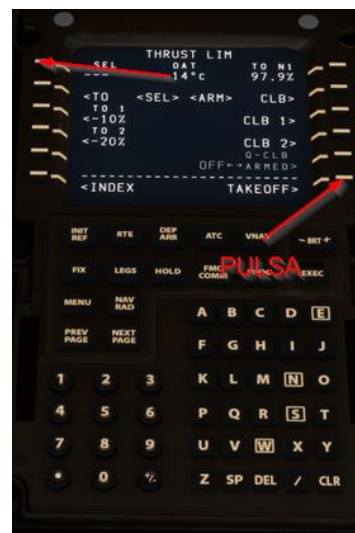 THRUST LIM
SEL OAT TO N1
--- 14°c 97.9%
<TO <SEL> <ARM> CLB>
TO 1
<-10% CLB 1>
TO 2
<-20% CLB 2>
Q-CLB
OFF←→ARMED>
<INDEX TAKEOFF>
INIT REF RTE DEP ARR ATC VNAV - BRT +
FIX LEGS HOLD FMC COMM EXEC
PULSA
MENU NAV RAD
PREV PAGE NEXT PAGE
A B C D E
F G H I J
1 2 3 K L M N O
4 5 6 P Q R S T
7 8 9 U V W X Y
• 0 +/- Z SP DEL / CLR